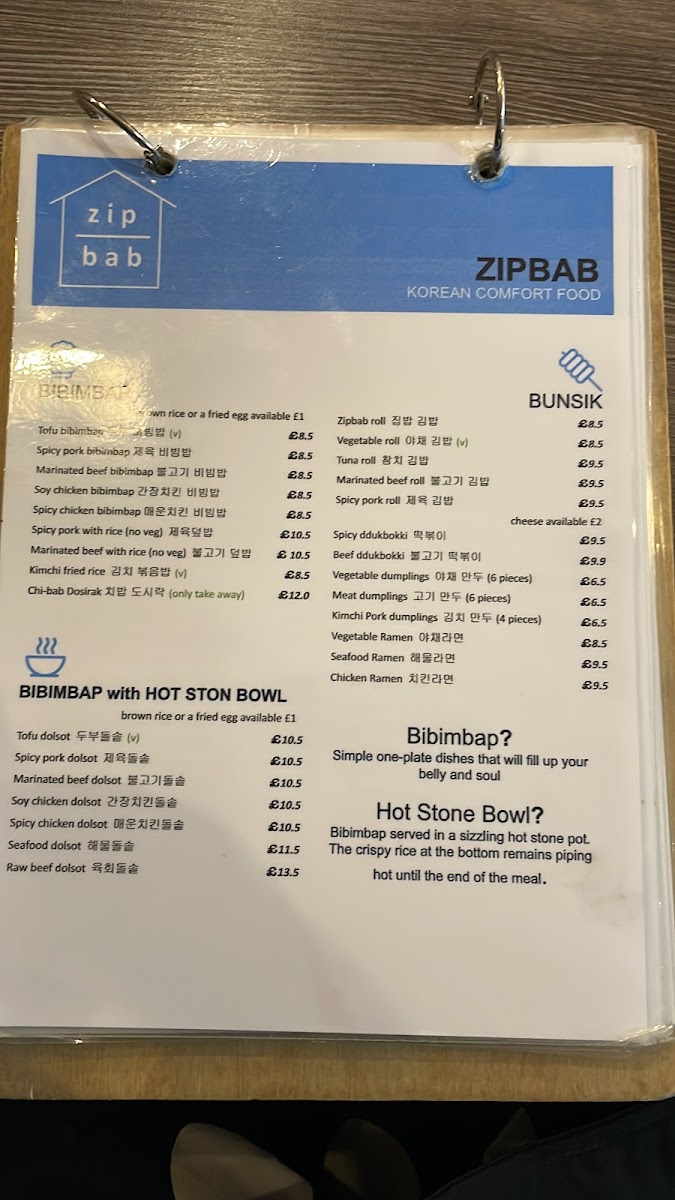 zip
bab
ZIPBAB
KOREAN COMFORT FOOD
BIBIMBAP
brown rice or a fried egg available £1
Tofu bibimbap 비빔밥 (v) £8.5
Spicy pork bibimbap 제육 비빔밥 £8.5
Marinated beef bibimbap 불고기 비빔밥 £8.5
Soy chicken bibimbap 간장치킨 비빔밥 £8.5
Spicy chicken bibimbap 매운치킨 비빔밥 £8.5
Spicy pork with rice (no veg) 제육덮밥 £10.5
Marinated beef with rice (no veg) 불고기 덮밥 £ 10.5
Kimchi fried rice 김치 볶음밥 (v) £8.5
Chi-bab Dosirak 치밥 도시락 (only take away) £12.0
BIBIMBAP with HOT STON BOWL
brown rice or a fried egg available £1
Tofu dolsot 두부돌솥 (v) £10.5
Spicy pork dolsot 제육돌솥 £10.5
Marinated beef dolsot 불고기돌솥 £10.5
Soy chicken dolsot 간장치킨돌솥 £10.5
Spicy chicken dolsot 매운치킨돌솥 £10.5
Seafood dolsot 해물돌솥 £11.5
Raw beef dolsot 육회돌솥 £13.5
BUNSIK
Zipbab roll 집밥 김밥 £8.5
Vegetable roll 야채 김밥 (v) £8.5
Tuna roll 참치 김밥 £9.5
Marinated beef roll 불고기 김밥 £9.5
Spicy pork roll 제육 김밥 £9.5
cheese available £2
Spicy ddukbokki 떡볶이 £9.5
Beef ddukbokki 불고기 떡볶이 £9.9
Vegetable dumplings 야채 만두 (6 pieces) £6.5
Meat dumplings 고기 만두 (6 pieces) £6.5
Kimchi Pork dumplings 김치 만두 (4 pieces) £6.5
Vegetable Ramen 야채라면 £8.5
Seafood Ramen 해물라면 £9.5
Chicken Ramen 치킨라면 £9.5
Bibimbap?
Simple one-plate dishes that will fill up your
belly and soul
Hot Stone Bowl?
Bibimbap served in a sizzling hot stone pot.
The crispy rice at the bottom remains piping
hot until the end of the meal.